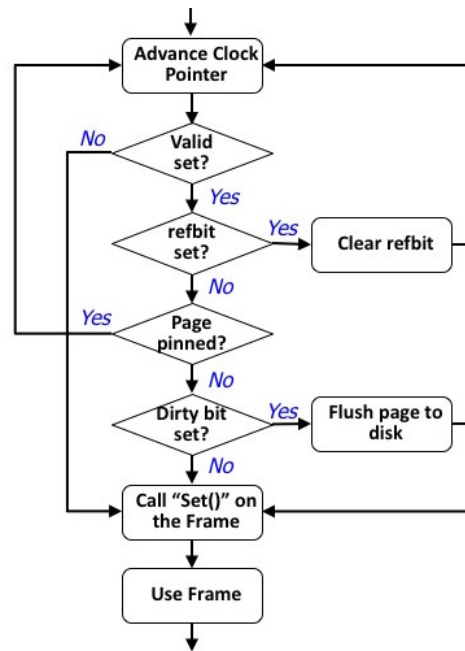 Advance Clock
Pointer
No
Valid
set?
Yes
refbit
set?
Yes
Clear refbit
No
Yes
Page
pinned?
No
Dirty bit
set?
Yes
Flush page to
disk
No
Call “Set()” on
the Frame
Use Frame